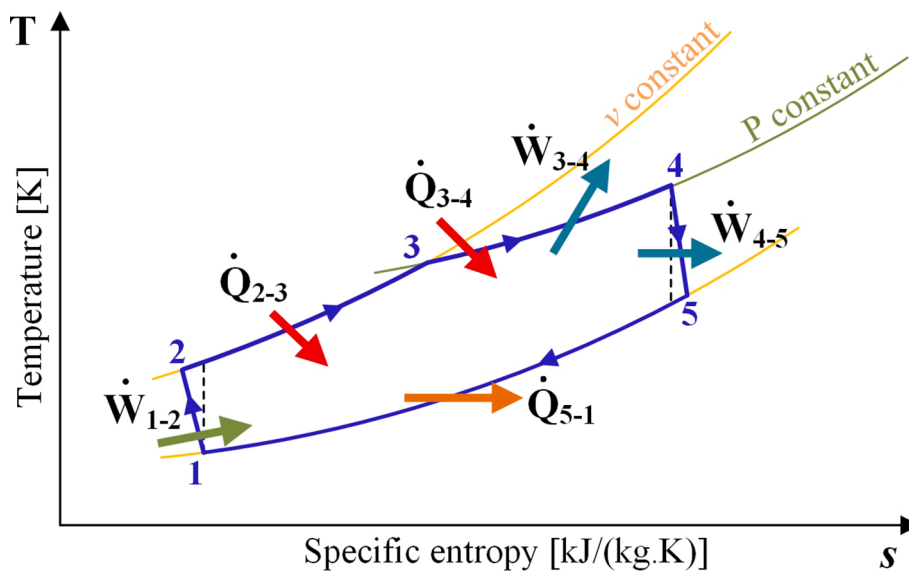 T
v constant
P constant
Ẇ3-4
Q̇3-4
4
3
Ẇ4-5
Q̇2-3
5
2
Ẇ1-2
Q̇5-1
1
Temperature [K]
Specific entropy [kJ/(kg.K)]
s